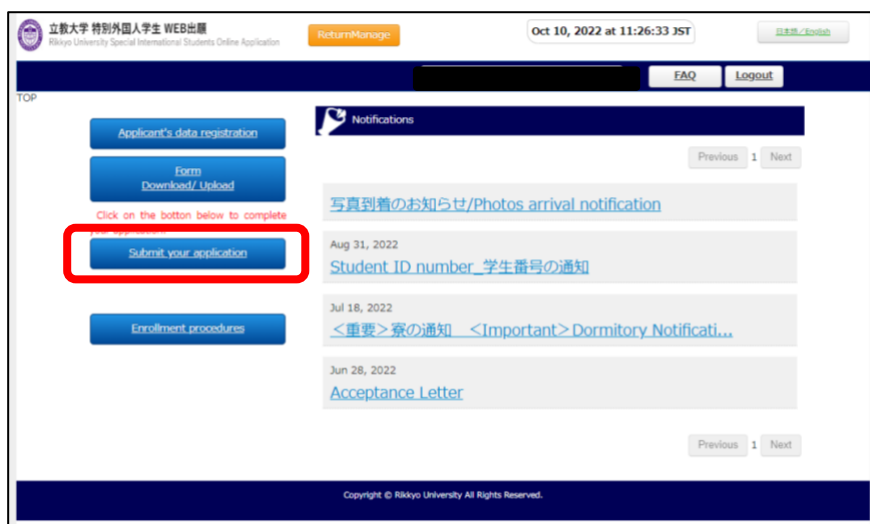 立教大学 特別外国人学生 WEB出願
Rikkyo University Special International Students Online Application
ReturnManage
Oct 10, 2022 at 11:26:33 JST
日本語/English
FAQ
Logout
TOP
Applicant's data registration
Form
Download/ Upload
Click on the botton below to complete
Submit your application
Enrollment procedures
Notifications
Previous 1 Next
写真到着のお知らせ/Photos arrival notification
Aug 31, 2022
Student ID number_学生番号の通知
Jul 18, 2022
＜重要＞寮の通知　＜Important＞Dormitory Notificati...
Jun 28, 2022
Acceptance Letter
Previous 1 Next
Copyright © Rikkyo University All Rights Reserved.